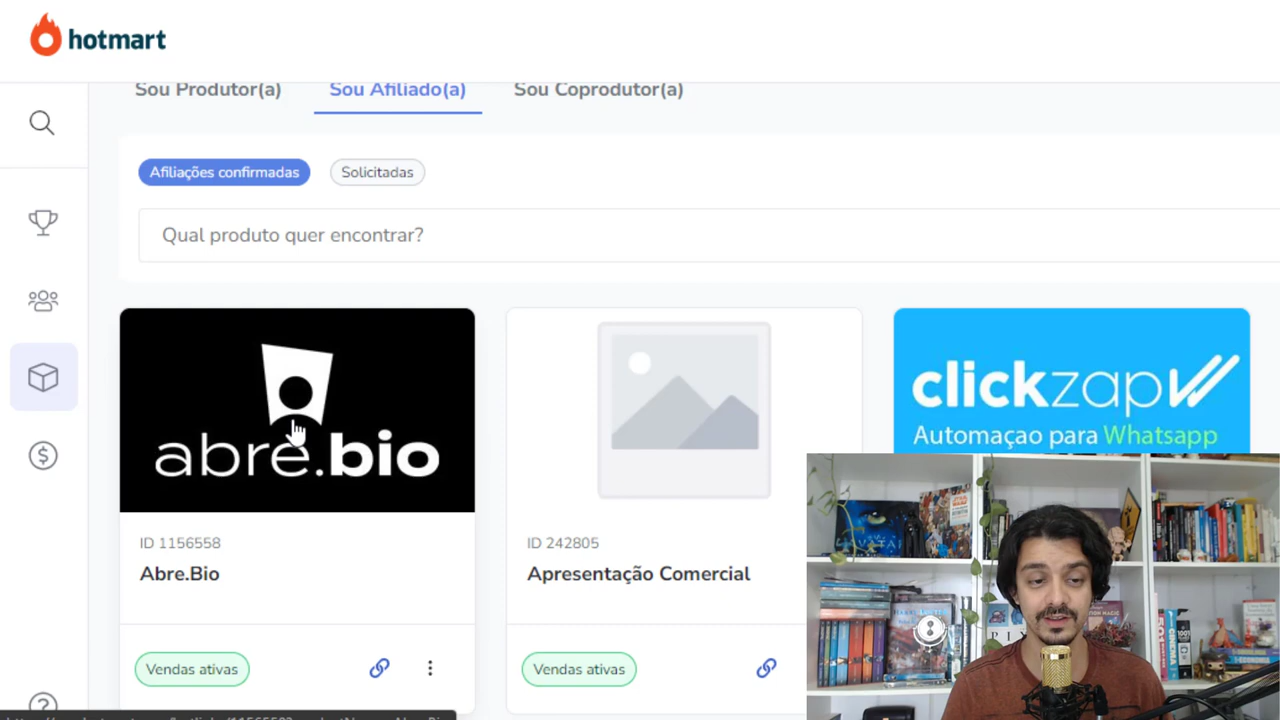 hotmart
Sou Produtor(a) Sou Afiliado(a) Sou Coprodutor(a)
Afiliações confirmadas Solicitadas
Qual produto quer encontrar?
abre.bio
clickzap
Automaçao para Whatsapp
ID 1156558
Abre.Bio
ID 242805
Apresentação Comercial
Vendas ativas
Vendas ativas